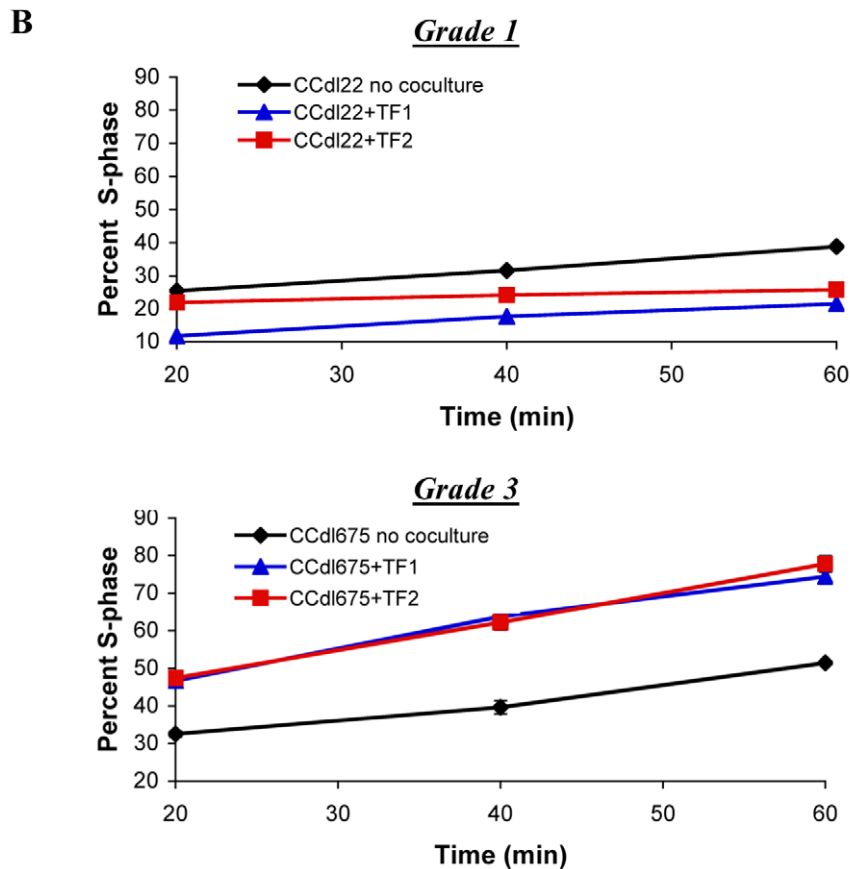 B
Grade 1
CCdl22 no coculture
CCdl22+TF1
CCdl22+TF2
Percent S-phase
90
80
70
60
50
40
30
20
10
20 30 40 50 60
Time (min)
Grade 3
CCdl675 no coculture
CCdl675+TF1
CCdl675+TF2
Percent S-phase
90
80
70
60
50
40
30
20
20 30 40 50 60
Time (min)